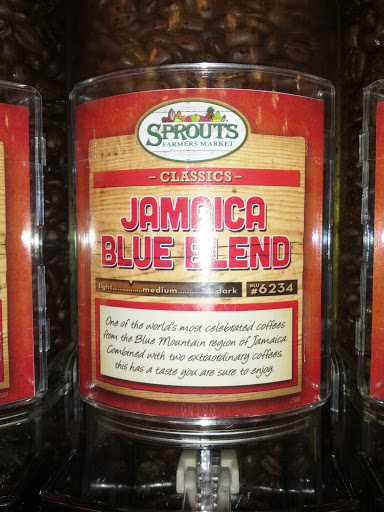 SPROUTS
FARMERS MARKET
- CLASSICS -
JAMAICA
BLUE BLEND
light..............medium..............dark PLU #6234
One of the world's most celebrated coffees
from the Blue Mountain region of Jamaica.
Combined with two extraordinary coffees
this has a taste you are sure to enjoy.